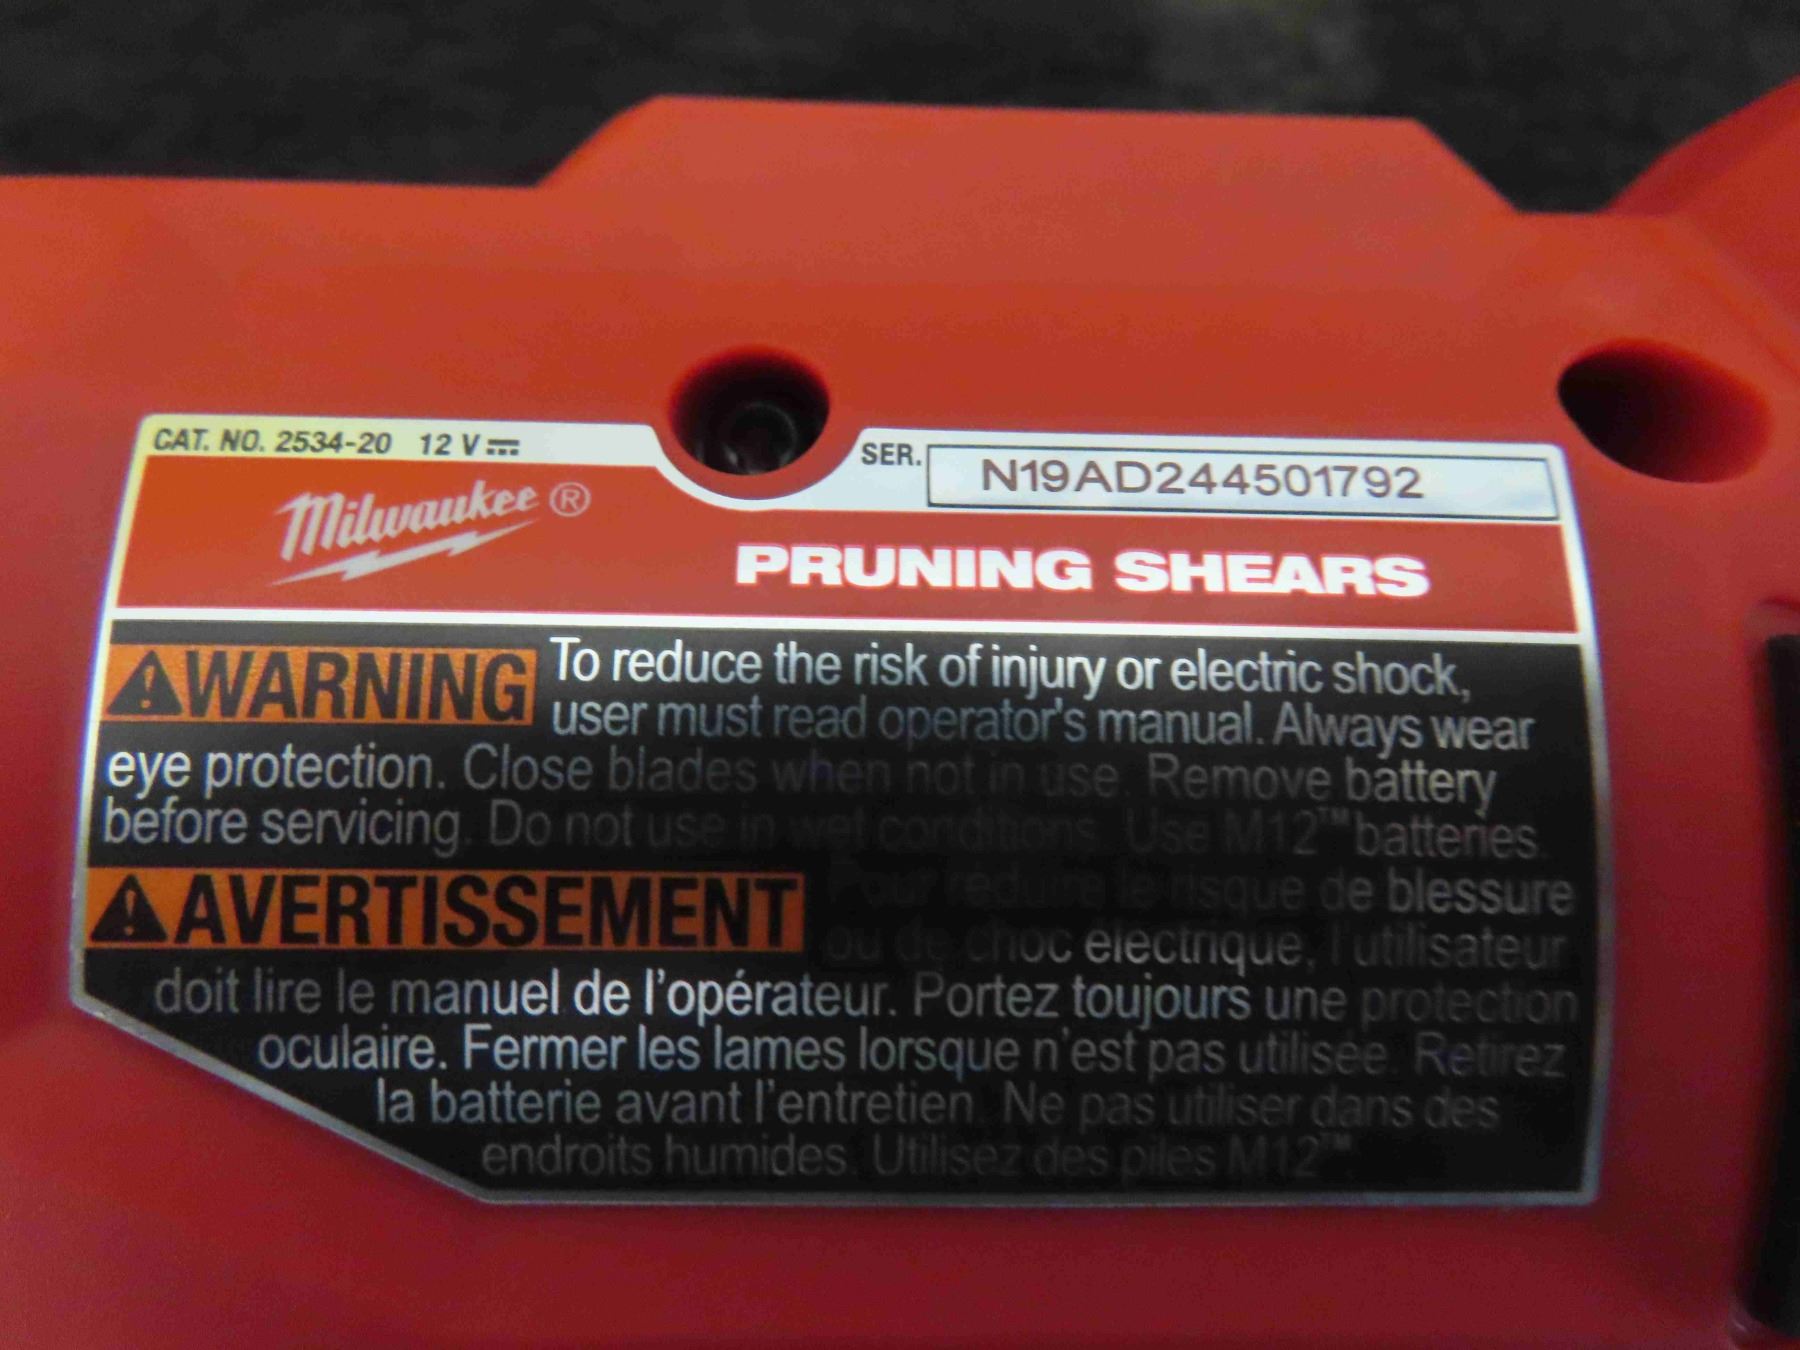 CAT. NO. 2534-20 12 V
SER. N19AD244501792
Milwaukee®
PRUNING SHEARS
WARNING To reduce the risk of injury or electric shock,
user must read operator's manual. Always wear
eye protection. Close blades when not in use. Remove battery
before servicing. Do not use in wet conditions. Use M12™ batteries.
AVERTISSEMENT Pour réduire le risque de blessure
ou de choc électrique, l'utilisateur
doit lire le manuel de l'opérateur. Portez toujours une protection
oculaire. Fermer les lames lorsque n'est pas utilisée. Retirez
la batterie avant l'entretien. Ne pas utiliser dans des
endroits humides. Utilisez des piles M12™